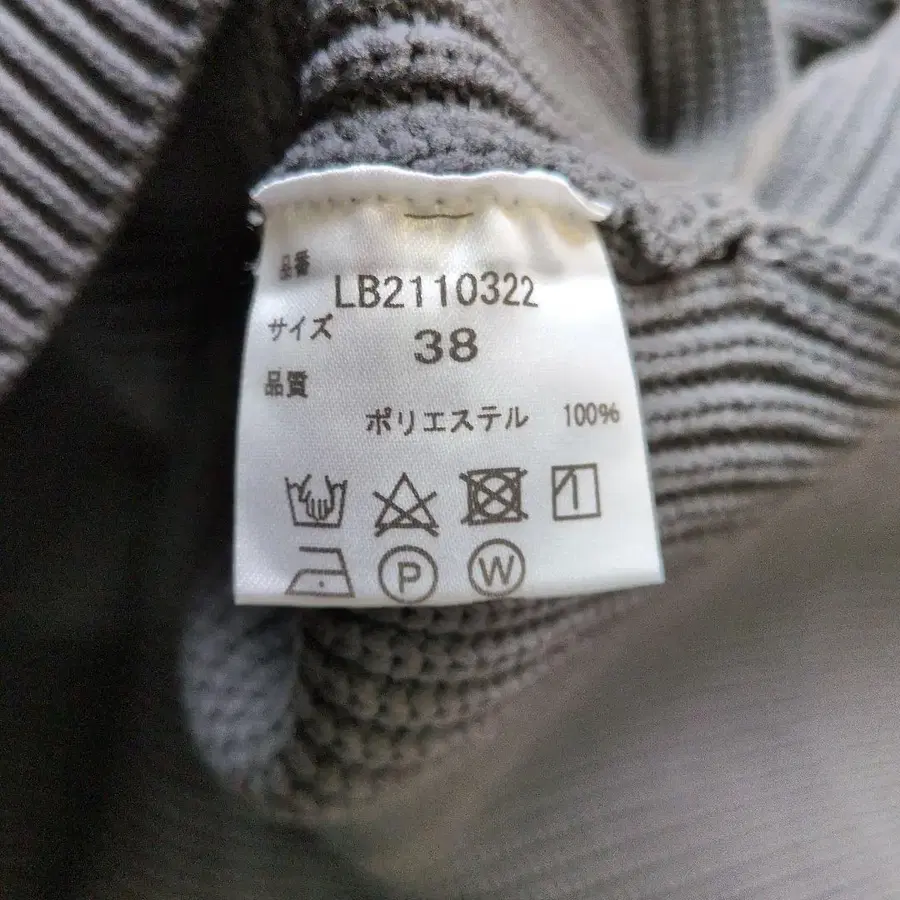 品番
LB2110322
サイズ
38
品質
ポリエステル 100%
P W